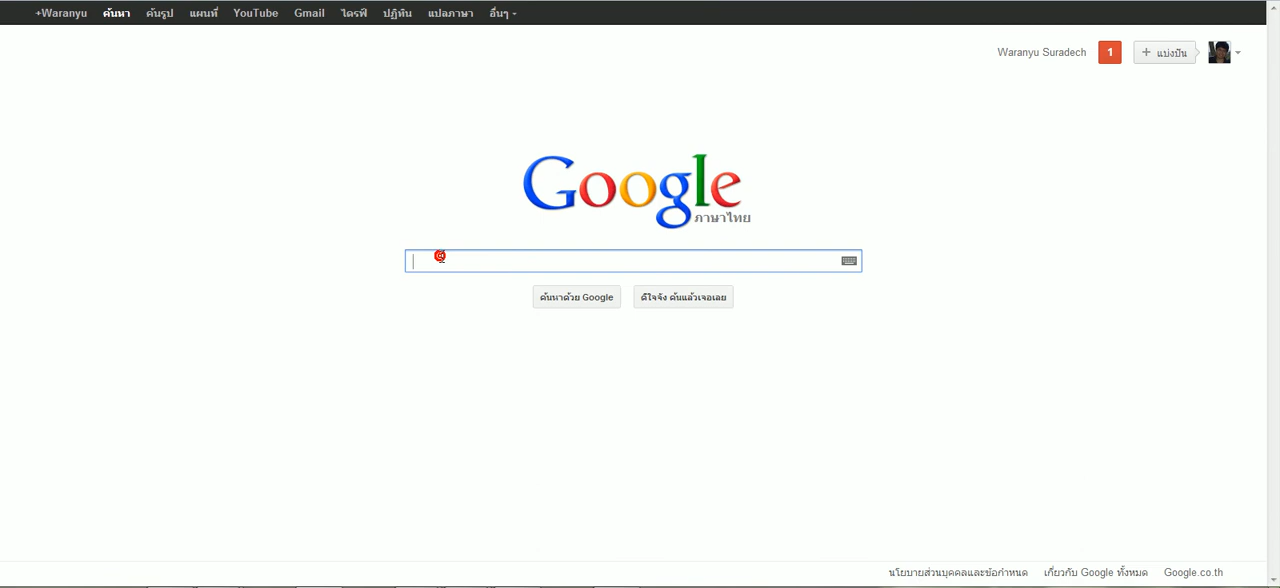 +Waranyu ค้นหา ค้นรูป แผนที่ YouTube Gmail ไดรฟ์ ปฏิทิน แปลภาษา อื่นๆ
Waranyu Suradech 1 + แบ่งปัน
Google
ภาษาไทย
ค้นหาด้วย Google ดีใจจัง ค้นแล้วเจอเลย
นโยบายส่วนบุคคลและข้อกำหนด เกี่ยวกับ Google ทั้งหมด Google.co.th